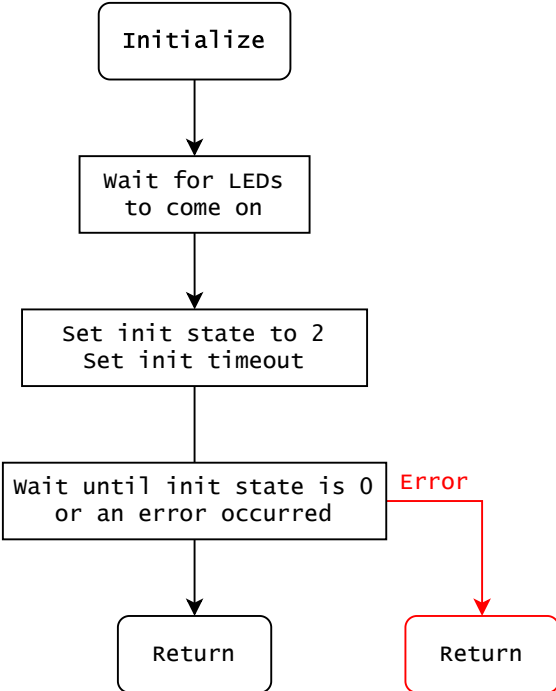 Initialize
Wait for LEDs
to come on
Set init state to 2
Set init timeout
Wait until init state is 0
or an error occurred
Error
Return
Return